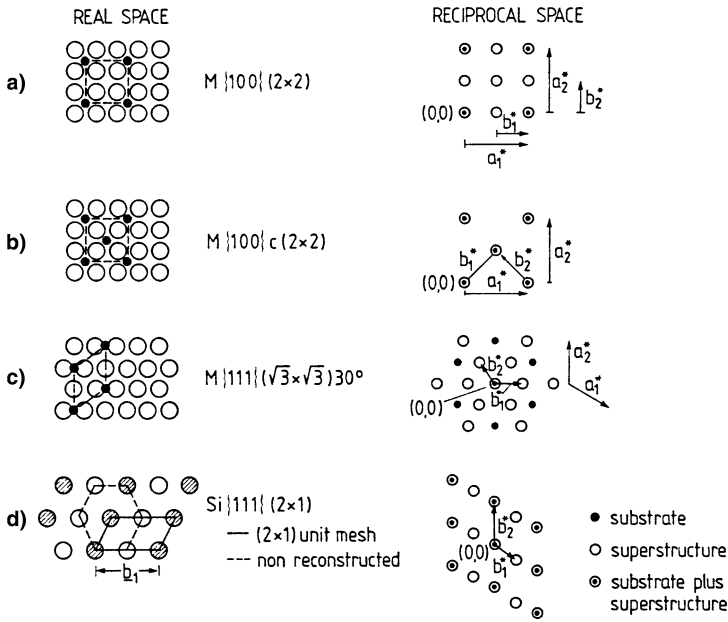 REAL SPACE
RECIPROCAL SPACE
a)
M {100} (2×2)
(0,0)
b₁*
a₁*
a₂*
b₂*
b)
M {100} c (2×2)
(0,0)
b₁*
b₂*
a₁*
a₂*
c)
M {111} (√3×√3) 30°
(0,0)
b₂*
b₁*
a₂*
a₁*
d)
b₁
Si {111} (2×1)
(2×1) unit mesh
non reconstructed
(0,0)
b₂*
b₁*
substrate
superstructure
substrate plus
superstructure